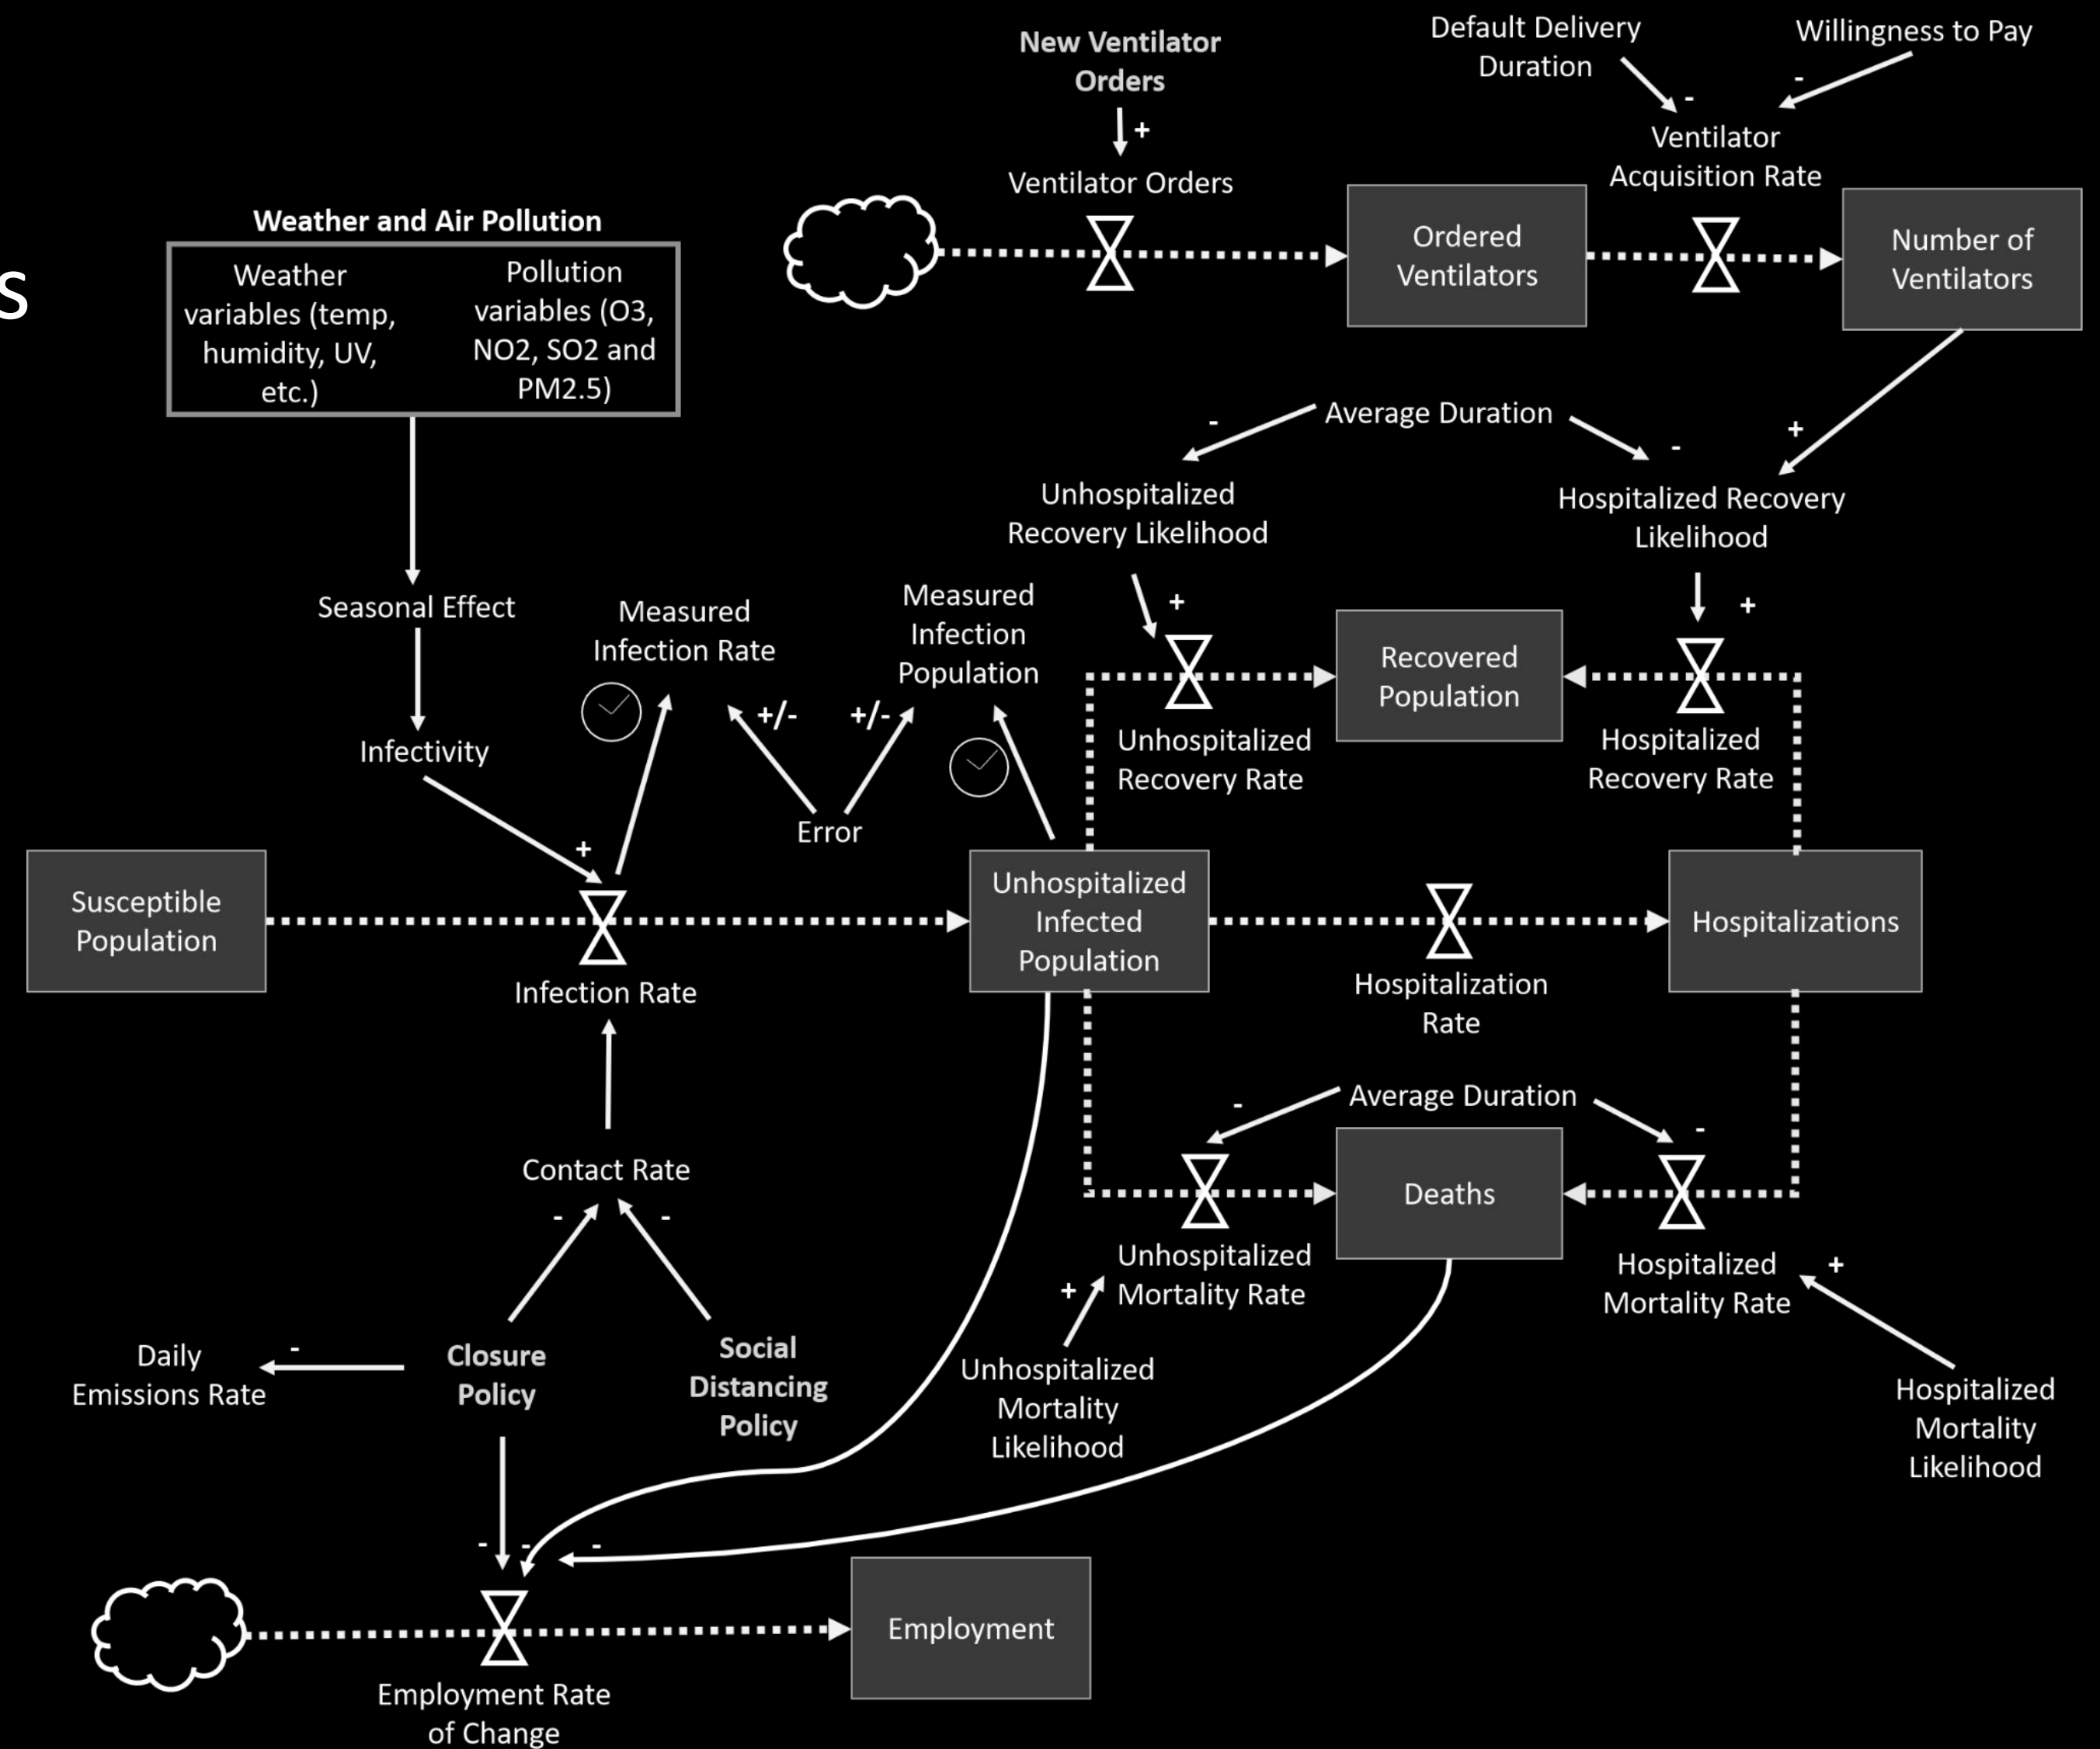 s
New Ventilator
Orders
+
Default Delivery
Duration
-
Willingness to Pay
-
Ventilator Orders
Ventilator
Acquisition Rate
Ordered
Ventilators
Number of
Ventilators
Weather and Air Pollution
Weather
variables (temp,
humidity, UV,
etc.)
Pollution
variables (O3,
NO2, SO2 and
PM2.5)
Average Duration
-
-
+
Unhospitalized
Recovery Likelihood
Hospitalized Recovery
Likelihood
+
+
Seasonal Effect
Measured
Infection Rate
Measured
Infection
Population
+/-
+/-
Error
Infectivity
+
Recovered
Population
Unhospitalized
Recovery Rate
Hospitalized
Recovery Rate
Susceptible
Population
Infection Rate
Unhospitalized
Infected
Population
Hospitalization
Rate
Hospitalizations
Average Duration
-
-
Contact Rate
-
-
Deaths
Unhospitalized
Mortality Rate
+
Hospitalized
Mortality Rate
+
Daily
Emissions Rate
-
Closure
Policy
Social
Distancing
Policy
Unhospitalized
Mortality
Likelihood
Hospitalized
Mortality
Likelihood
-
-
-
Employment
Employment Rate
of Change